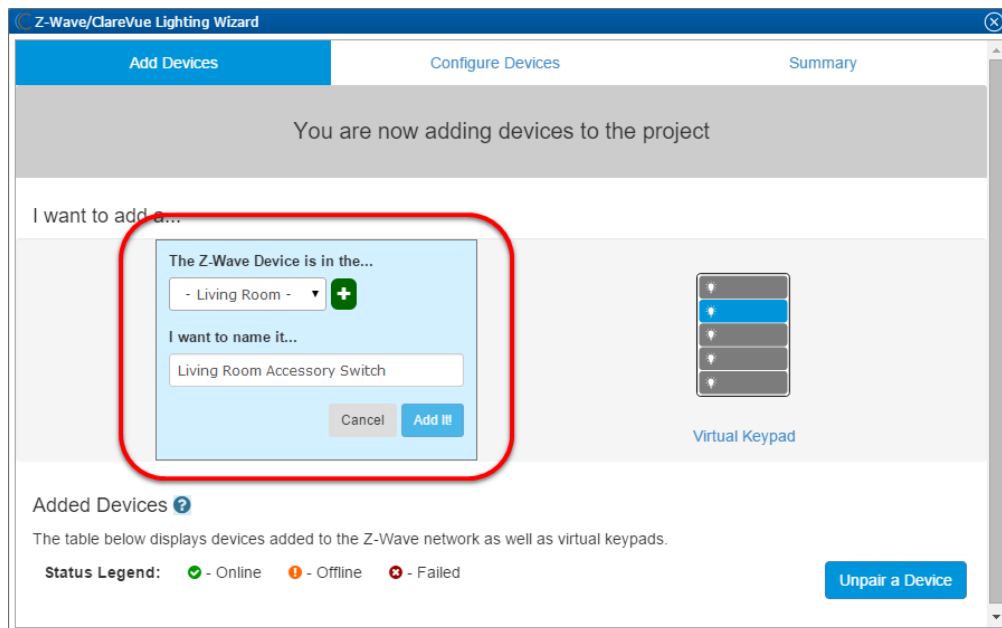 Z-Wave/ClareVue Lighting Wizard
Add Devices Configure Devices Summary
You are now adding devices to the project
I want to add a...
The Z-Wave Device is in the...
- Living Room -
I want to name it...
Living Room Accessory Switch
Cancel Add It!
Virtual Keypad
Added Devices ?
The table below displays devices added to the Z-Wave network as well as virtual keypads.
Status Legend: - Online ! - Offline - Failed
Unpair a Device